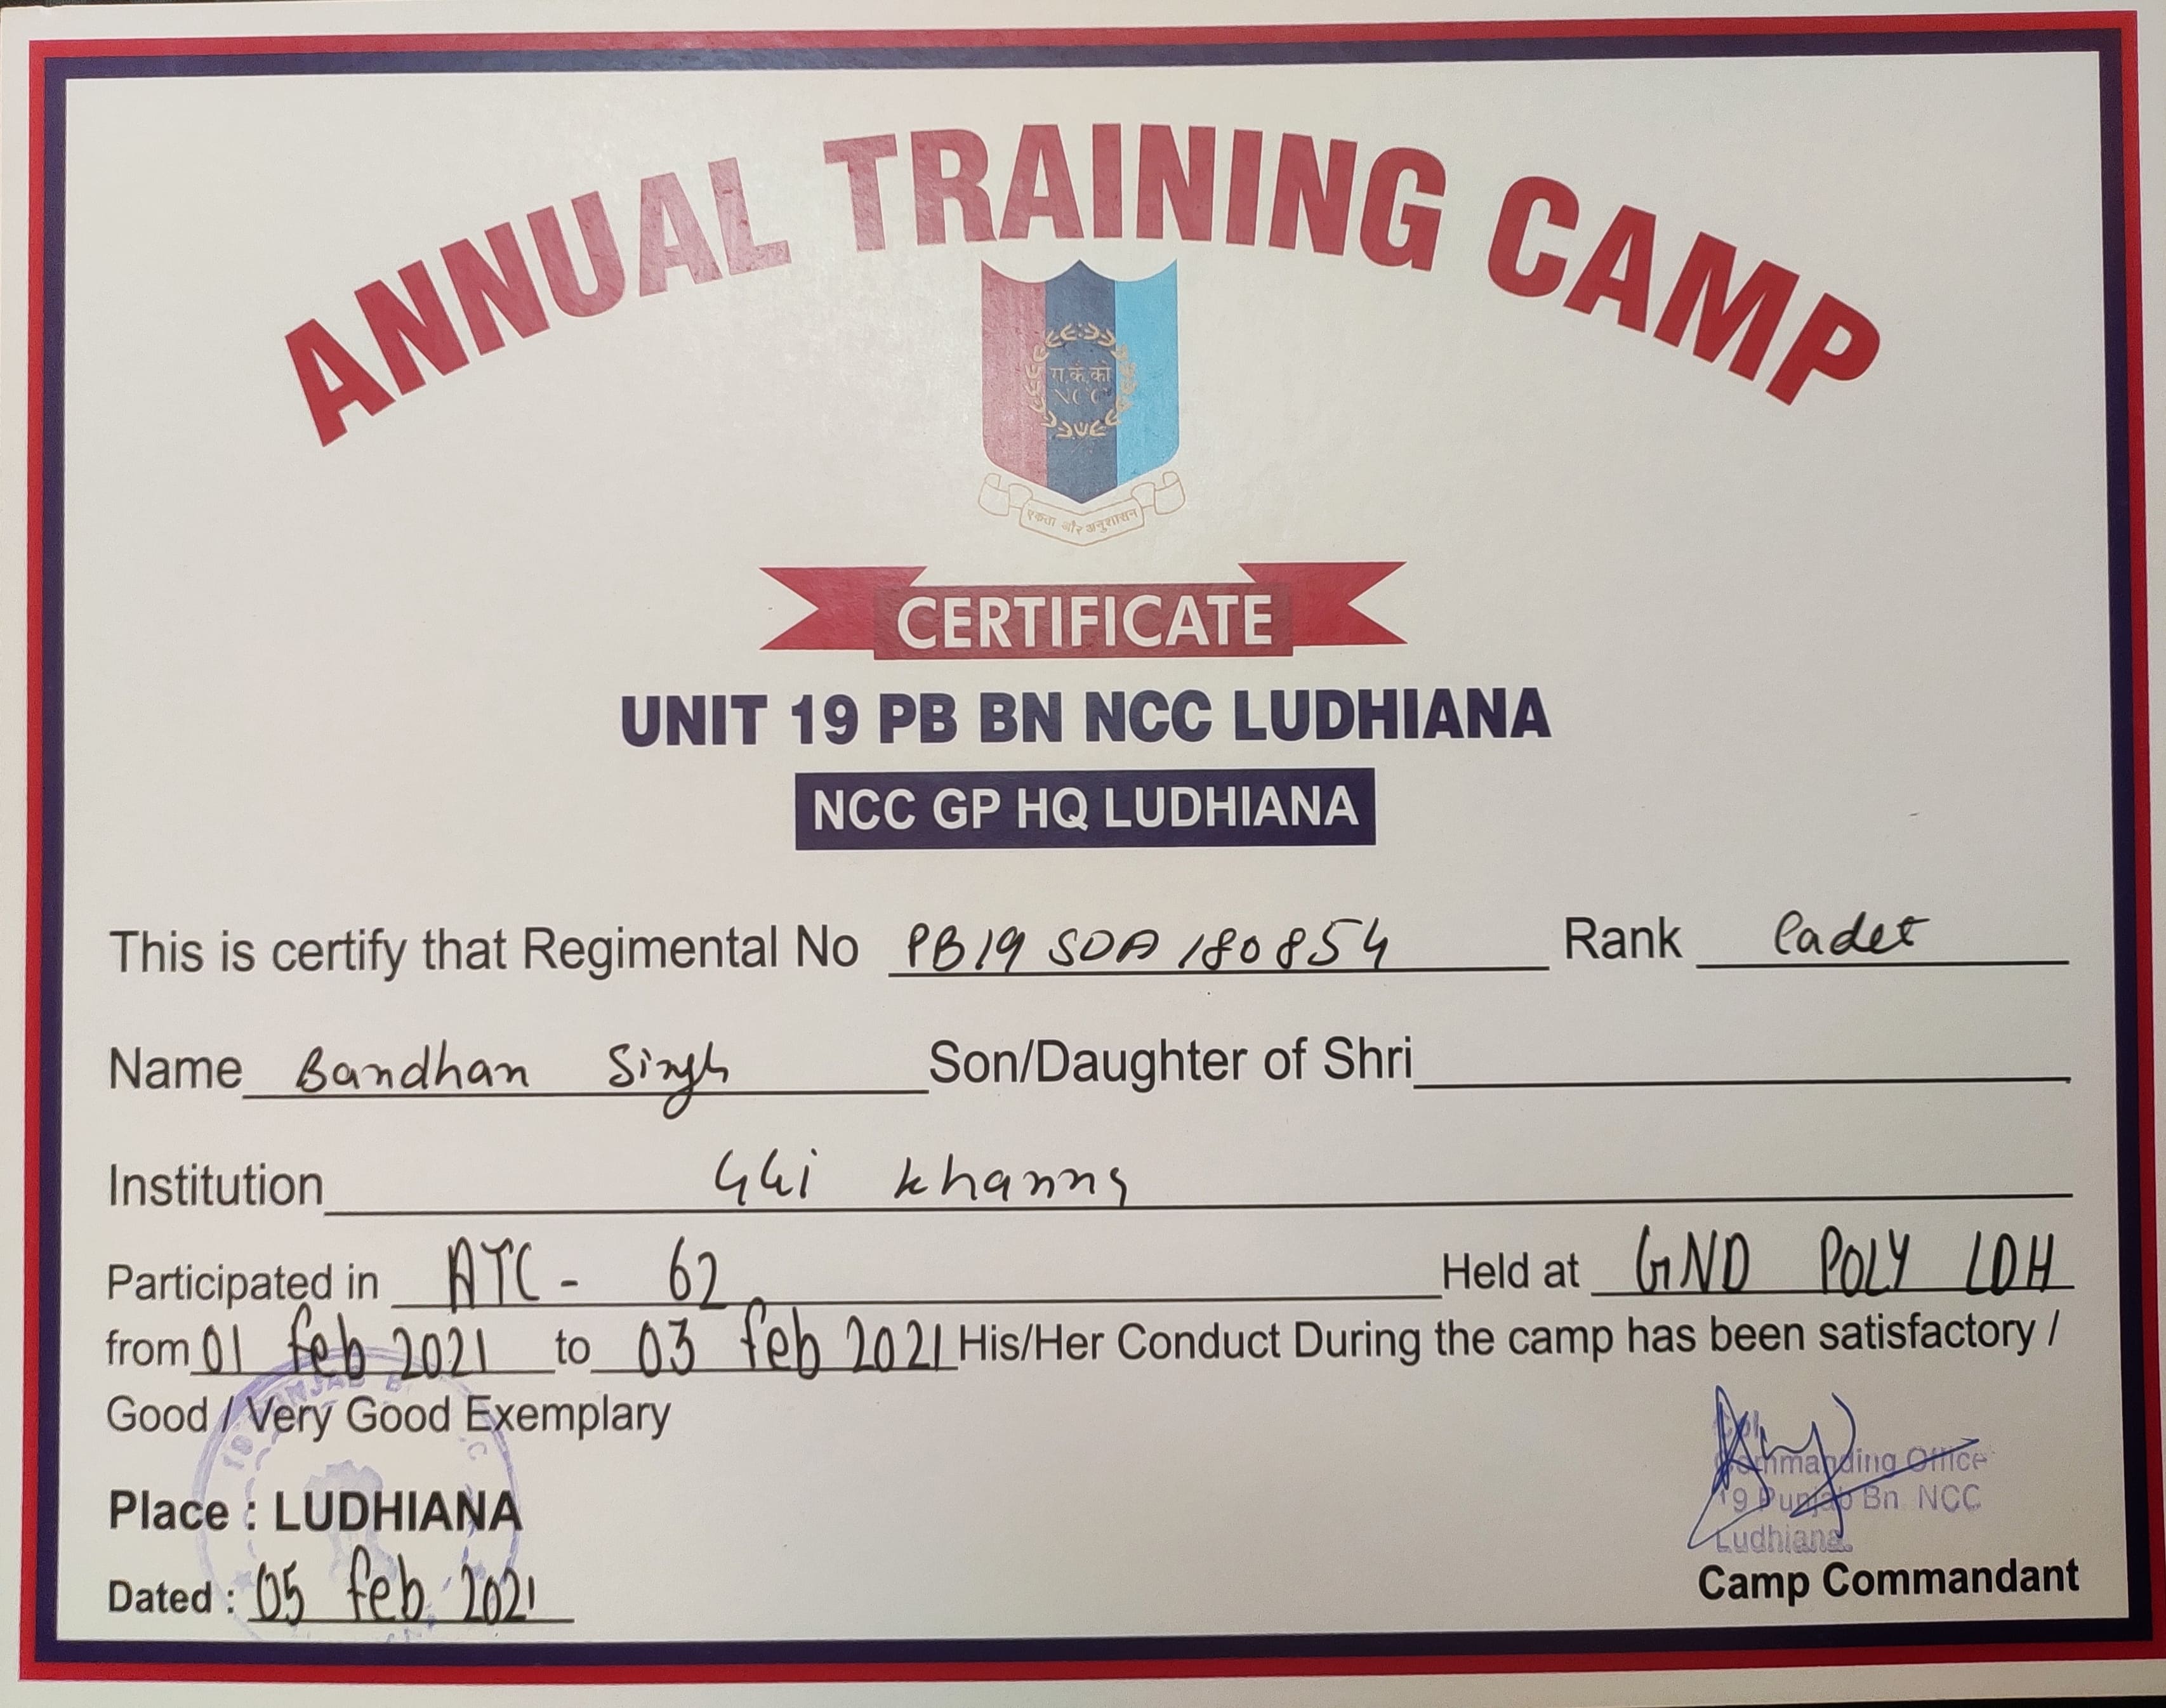 ANNUAL TRAINING CAMP
रा.कै.को
NCC
एकता और अनुशासन
CERTIFICATE
UNIT 19 PB BN NCC LUDHIANA
NCC GP HQ LUDHIANA
This is certify that Regimental No PB19 SDA 180854 Rank Cadet
Name Bandhan Singh Son/Daughter of Shri
Institution GGi Khanna
Participated in ATC - 62 Held at GND POLY LDH
from 01 feb 2021 to 03 feb 2021 His/Her Conduct During the camp has been satisfactory /
Good / Very Good Exemplary
Col
Commanding Office
19 Punjab Bn NCC
Ludhiana.
Place : LUDHIANA
Dated : 05 feb 2021
Camp Commandant